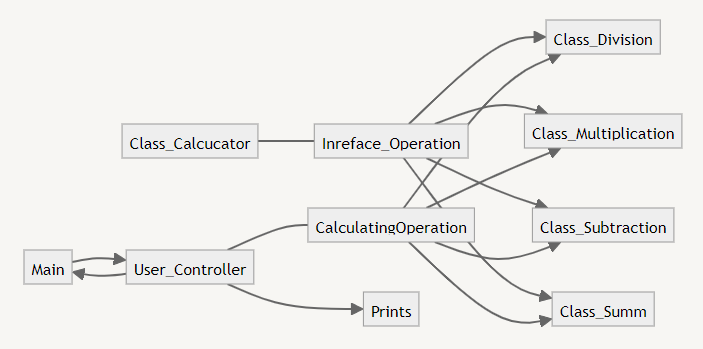 Class_Division
Class_Multiplication
Class_Calcucator
Inreface_Operation
CalculatingOperation
Class_Subtraction
Main
User_Controller
Prints
Class_Summ